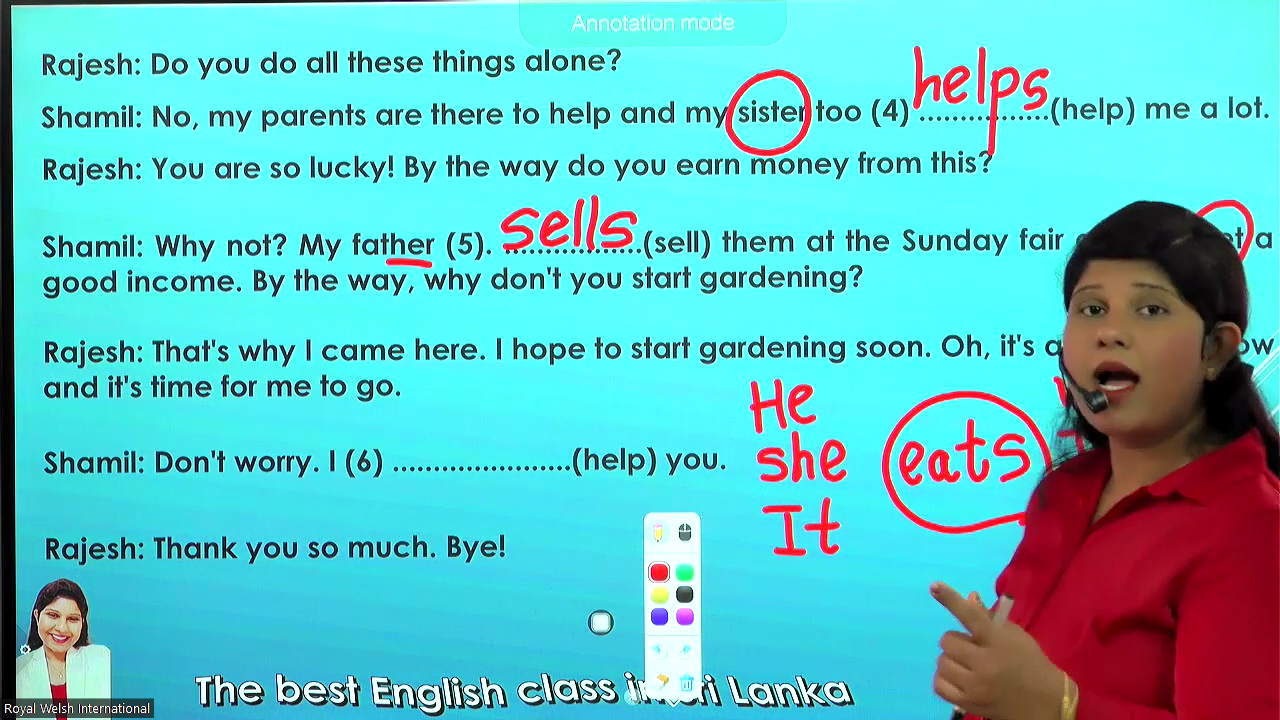 Annotation mode
Rajesh: Do you do all these things alone?
helps
Shamil: No, my parents are there to help and my sister too (4) ................(help) me a lot.
Rajesh: You are so lucky! By the way do you earn money from this?
sells
Shamil: Why not? My father (5). .................(sell) them at the Sunday fair a
good income. By the way, why don't you start gardening?
Rajesh: That's why I came here. I hope to start gardening soon. Oh, it's
and it's time for me to go.
He
she eats
It
Shamil: Don't worry. I (6) ......................(help) you.
Rajesh: Thank you so much. Bye!
The best English class in Sri Lanka
Royal Welsh International